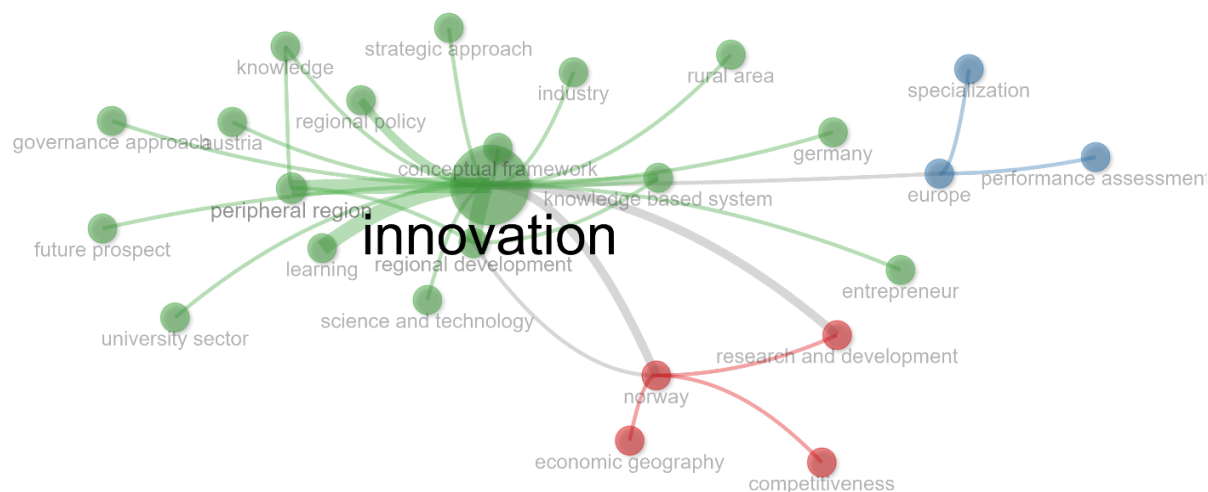 strategic approach
knowledge
rural area
industry
specialization
regional policy
governance approach
austria
germany
conceptual framework
performance assessment
knowledge based system
europe
peripheral region
innovation
future prospect
learning
regional development
entrepreneur
science and technology
university sector
research and development
norway
economic geography
competitiveness